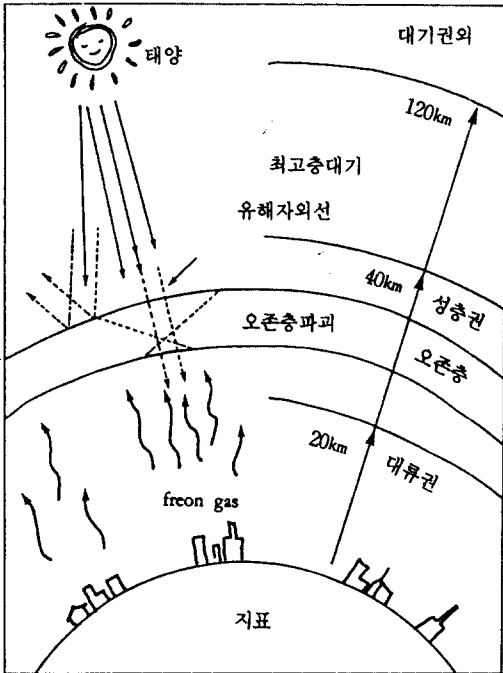 태양
대기권외
120km
최고층대기
유해자외선
40km
성층권
오존층파괴
오존층
20km
대류권
freon gas
지표